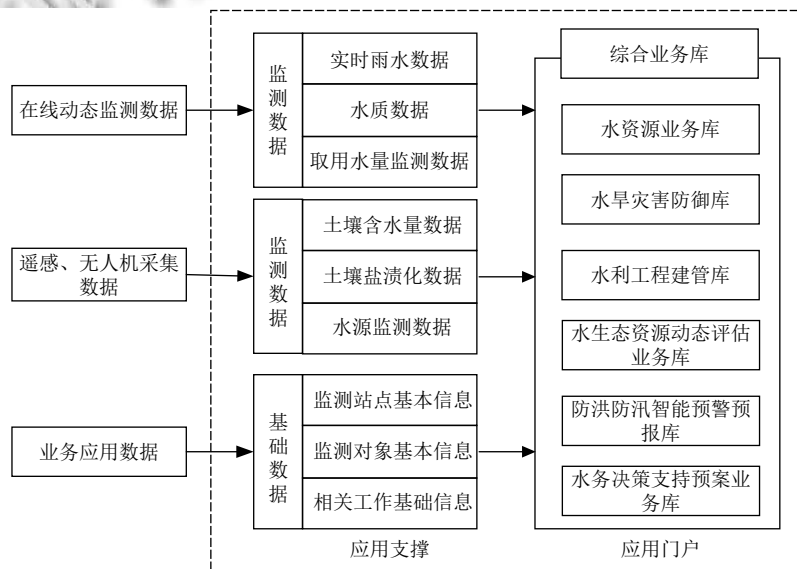 在线动态监测数据
遥感、无人机采集
数据
业务应用数据
监测数据
实时雨水数据
水质数据
取用水量监测数据
监测数据
土壤含水量数据
土壤盐渍化数据
水源监测数据
基础数据
监测站点基本信息
监测对象基本信息
相关工作基础信息
应用支撑
综合业务库
水资源业务库
水旱灾害防御库
水利工程建管库
水生态资源动态评估
业务库
防洪防汛智能预警预
报库
水务决策支持预案业
务库
应用门户